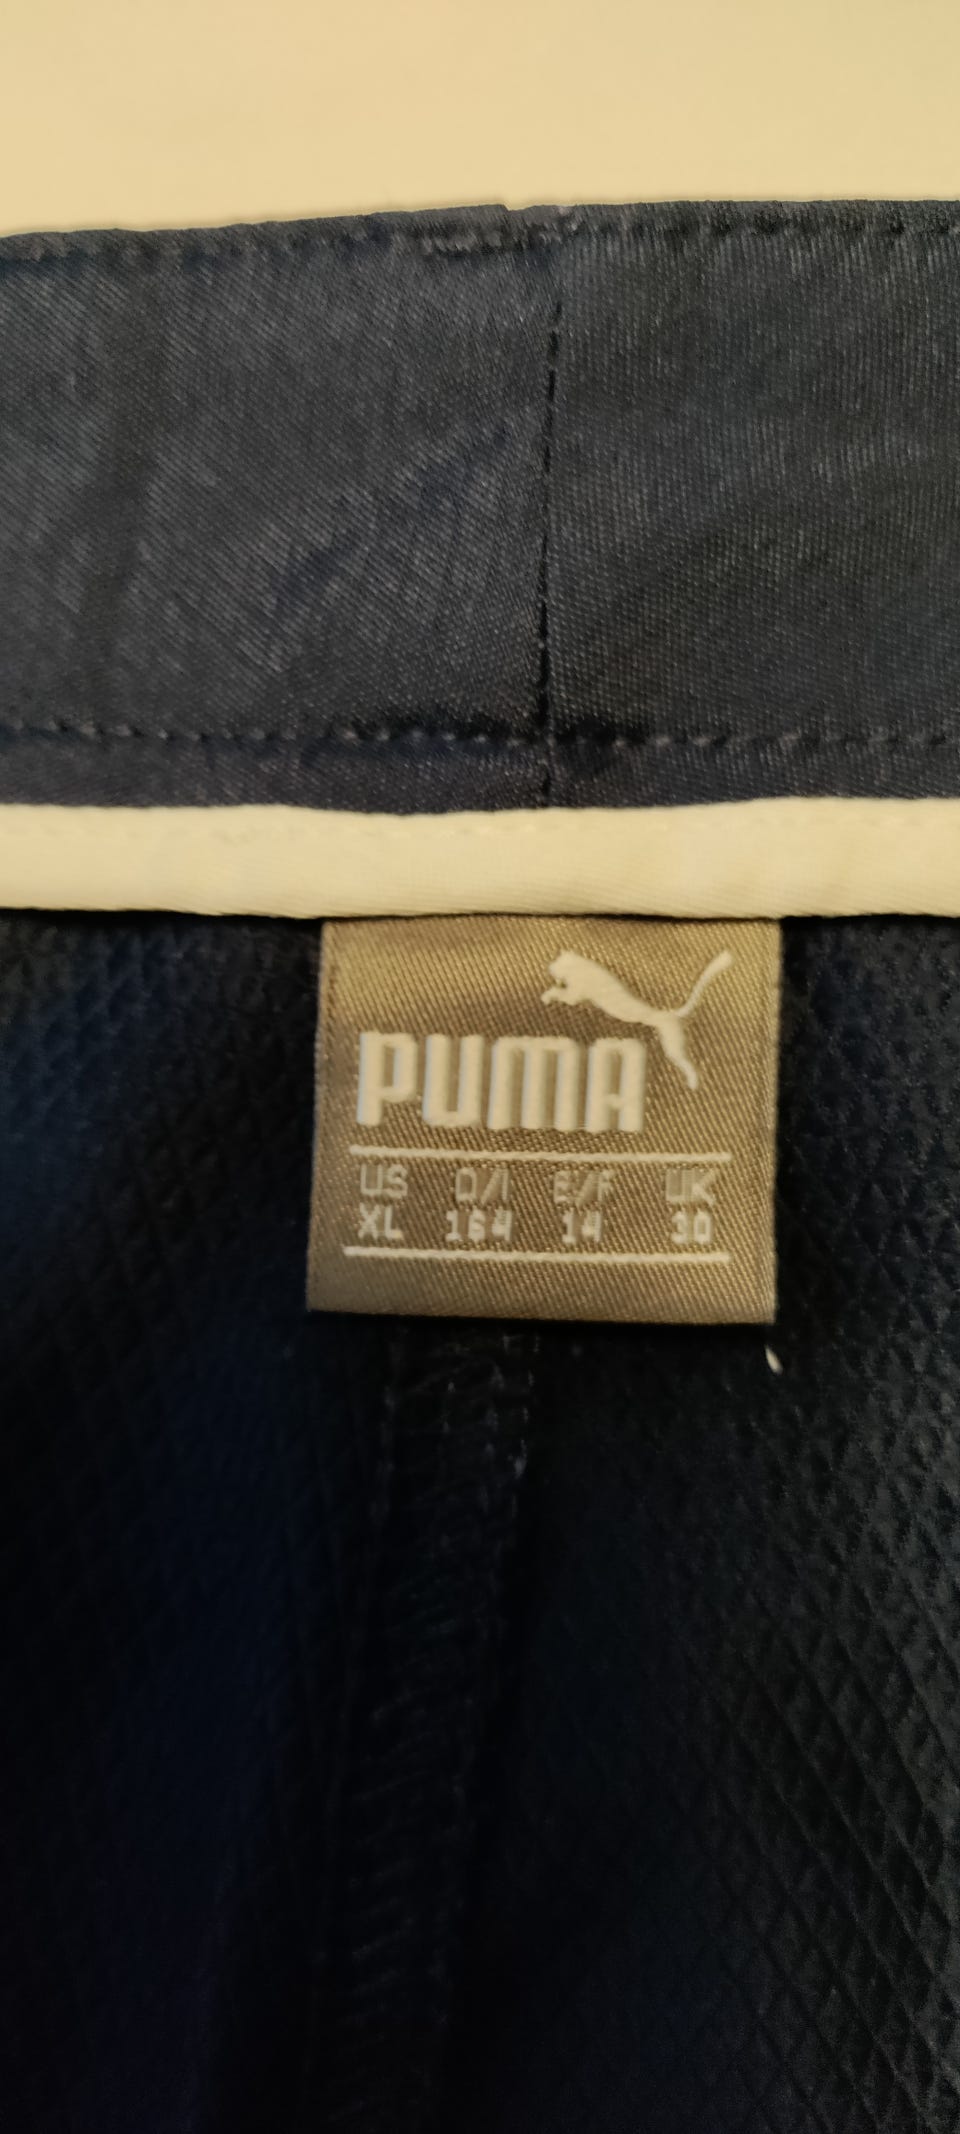 PUMA
US D/I E/F UK
XL 164 14 30